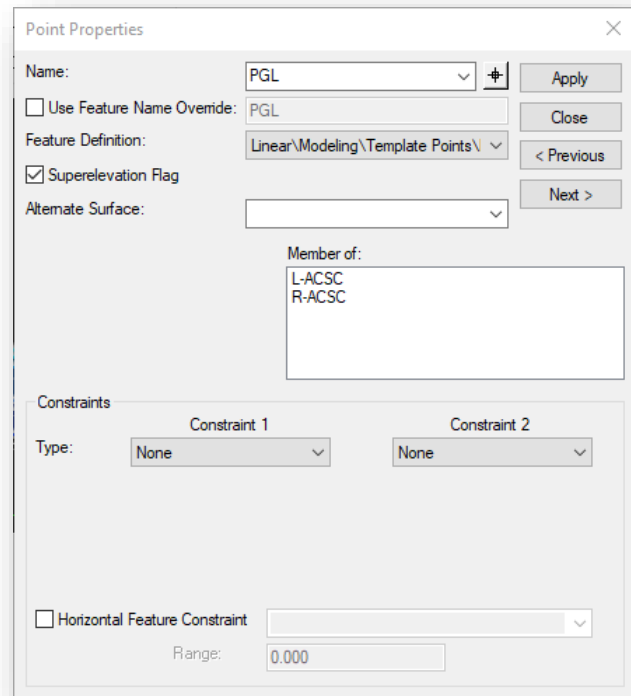 Point Properties
Name: PGL Apply
Use Feature Name Override: PGL Close
Feature Definition: Linear\Modeling\Template Points\ < Previous
Superelevation Flag
Next >
Alternate Surface:
Member of:
L-ACSC
R-ACSC
Constraints
Constraint 1 Constraint 2
Type: None None
Horizontal Feature Constraint
Range: 0.000